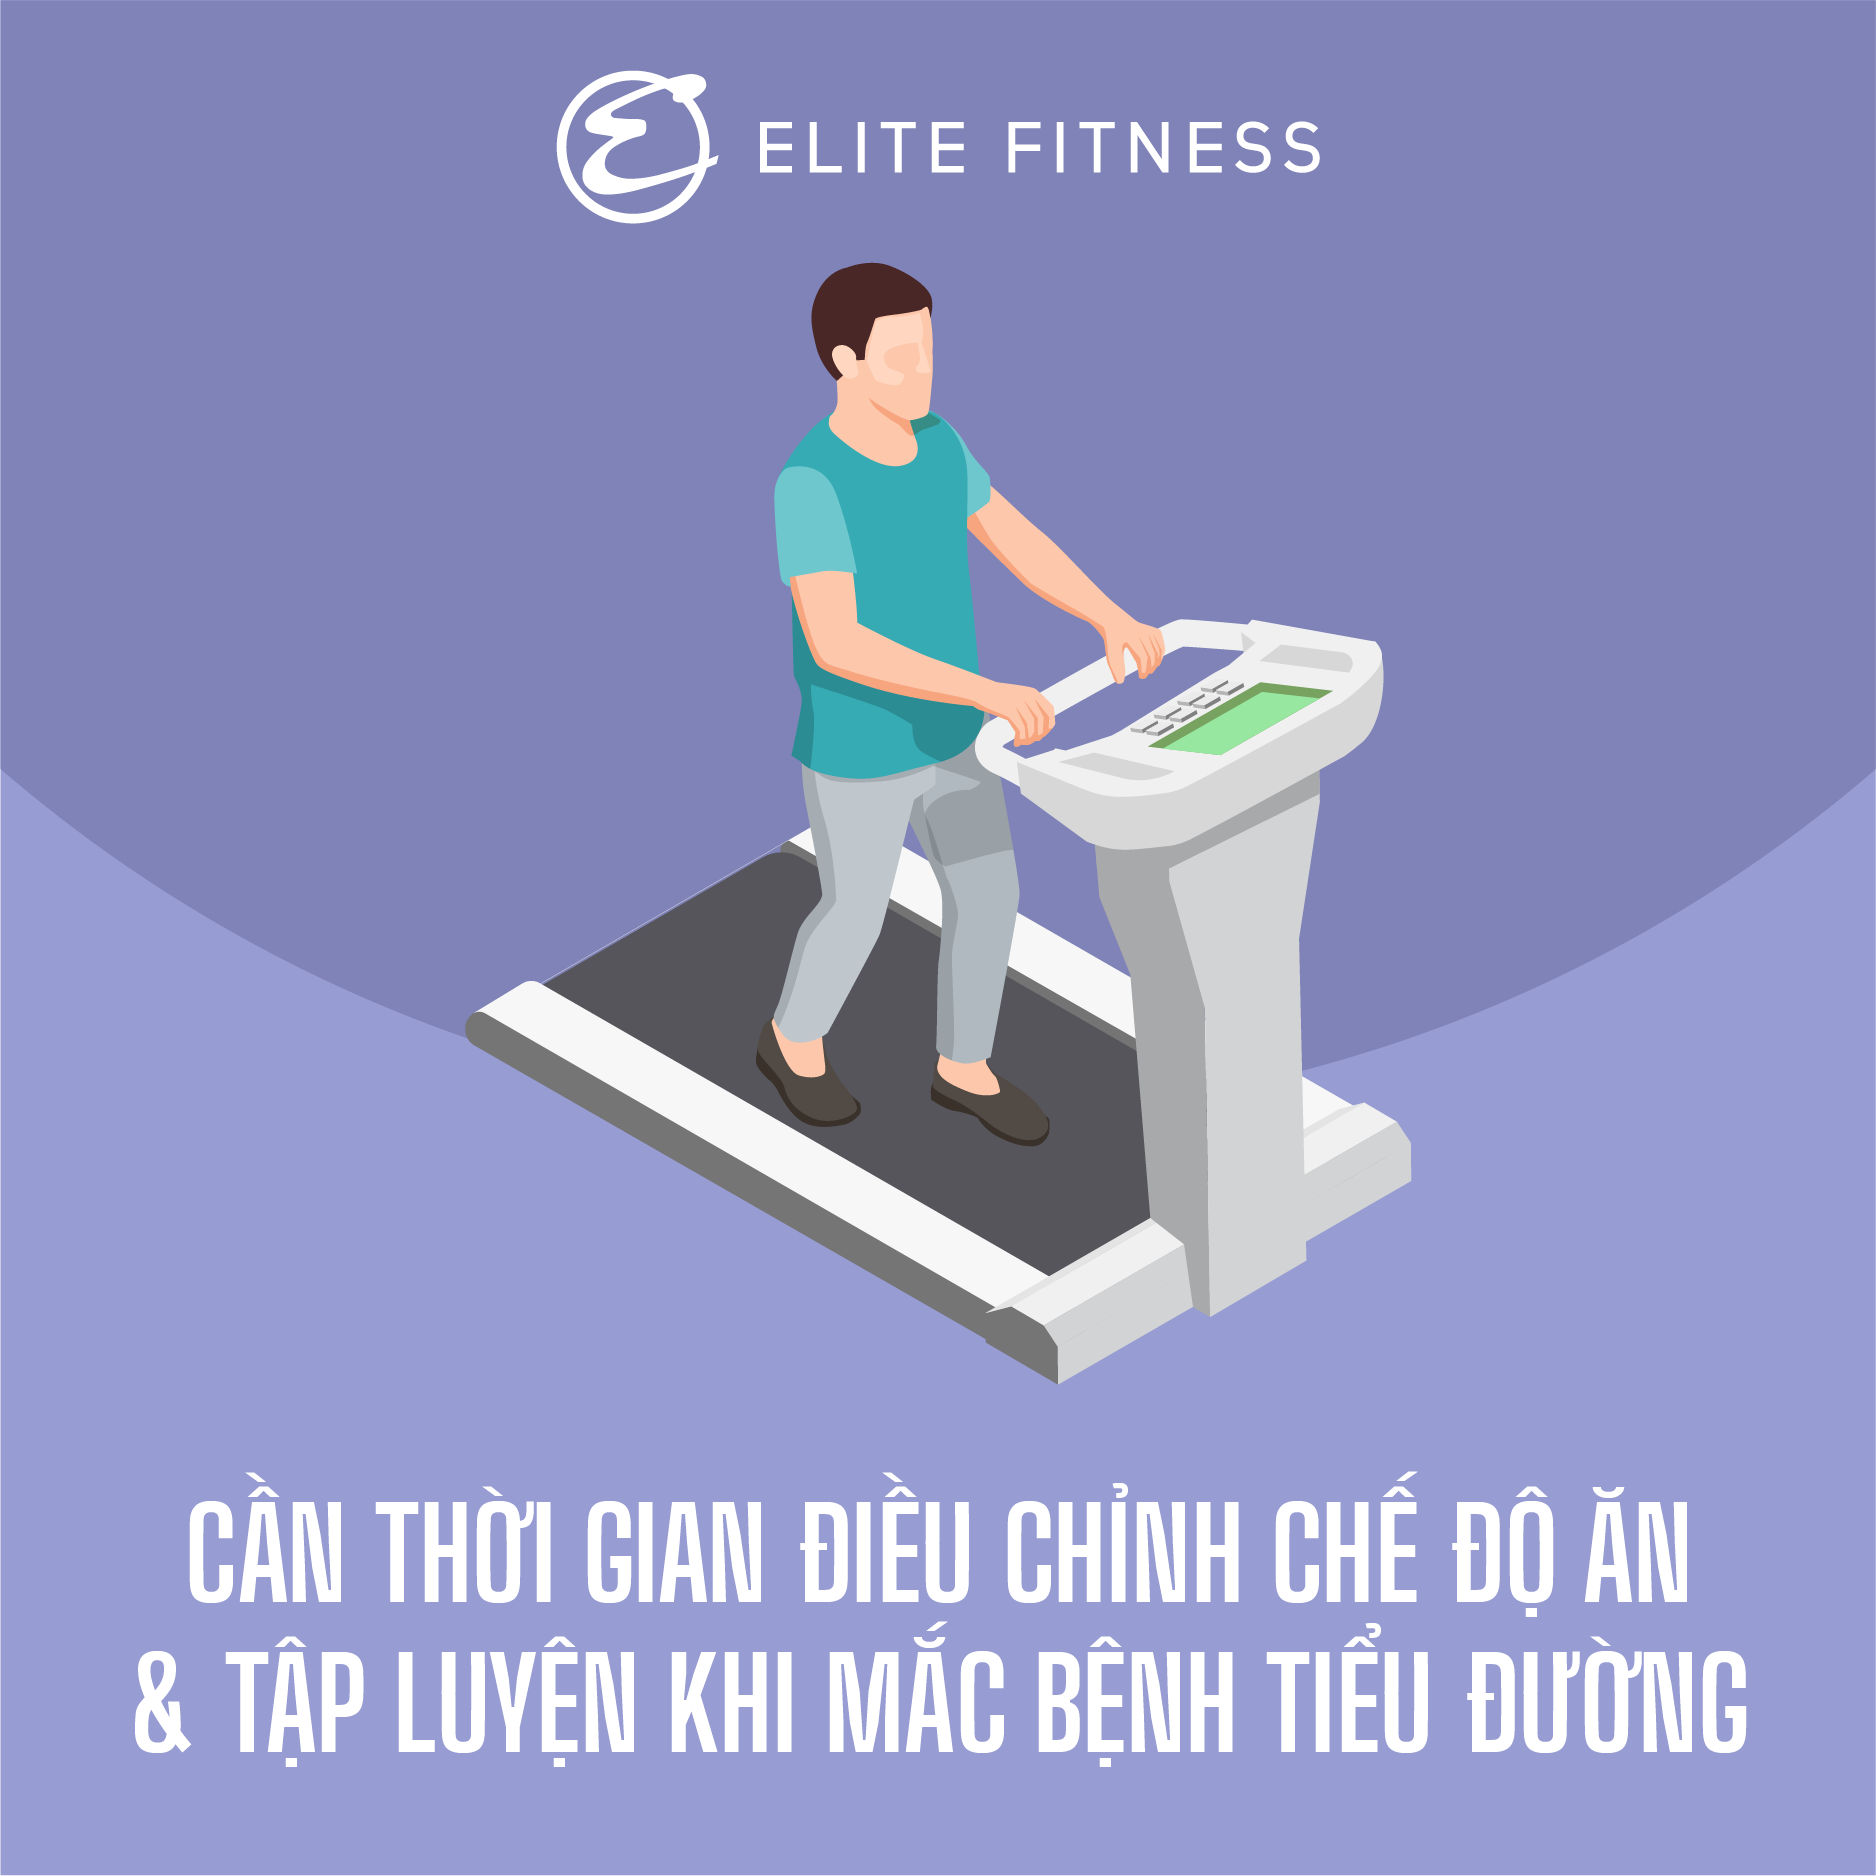 ELITE FITNESS
CẦN THỜI GIAN ĐIỀU CHỈNH CHẾ ĐỘ ĂN
& TẬP LUYỆN KHI MẮC BỆNH TIỂU ĐƯỜNG